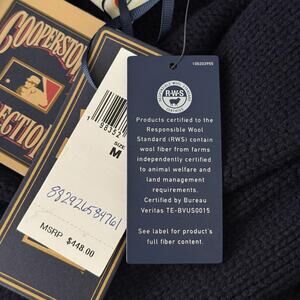 COOPERSTOWN
SIZE
M
882926584761
MSRP $448.00
100203955
R·W·S
Products certified to the
Responsible Wool
Standard (RWS) contain
wool fiber from farms
independently certified
to animal welfare and
land management
requirements.
Certified by Bureau
Veritas TE-BVUS0015
See label for product's
full fiber content.